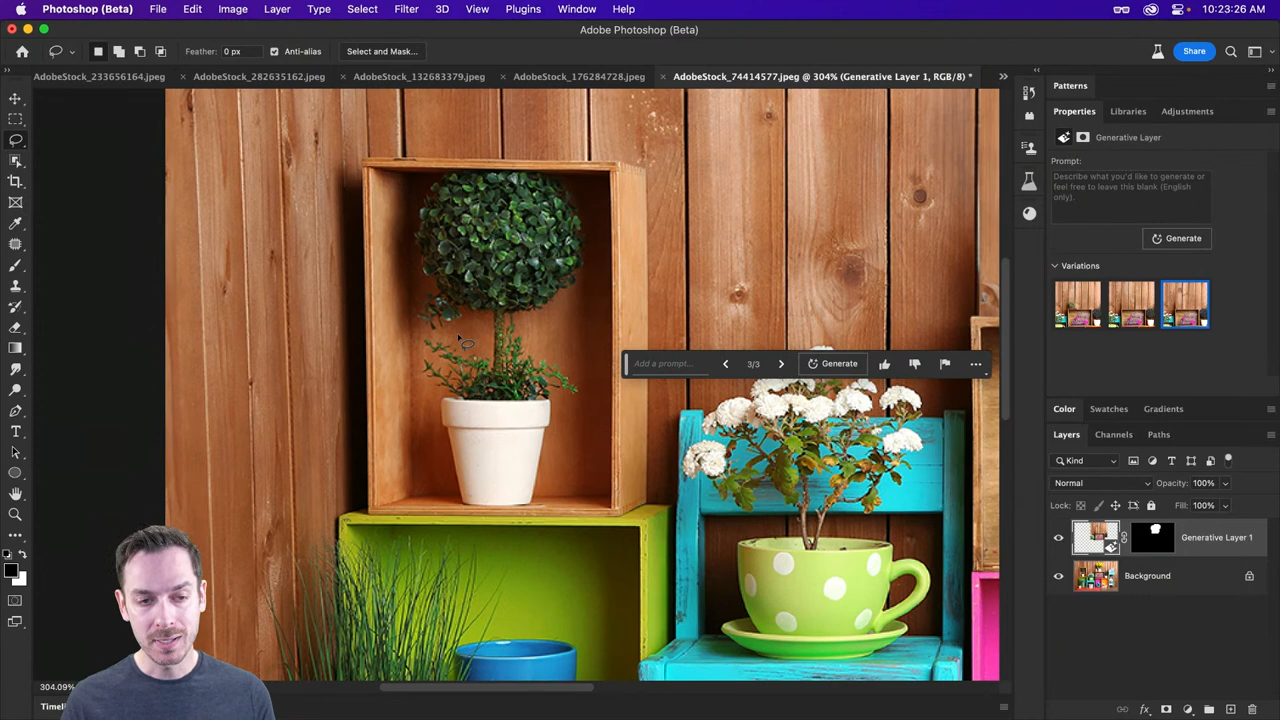 Photoshop (Beta) File Edit Image Layer Type Select Filter 3D View Plugins Window Help 10:23:26 AM
Adobe Photoshop (Beta)
Feather: 0 px Anti-alias Select and Mask... Share
AdobeStock_233656164.jpeg × AdobeStock_282635162.jpeg × AdobeStock_132683379.jpeg × AdobeStock_176284728.jpeg × AdobeStock_74414577.jpeg @ 304% (Generative Layer 1, RGB/8) *
Patterns
Properties Libraries Adjustments
Generative Layer
Prompt:
Describe what you'd like to generate or
feel free to leave this blank (English
only).
Generate
Variations
Add a prompt... 3/3 Generate
Color Swatches Gradients
Layers Channels Paths
Kind
Normal Opacity: 100%
Lock: Fill: 100%
Generative Layer 1
Background
304.09%